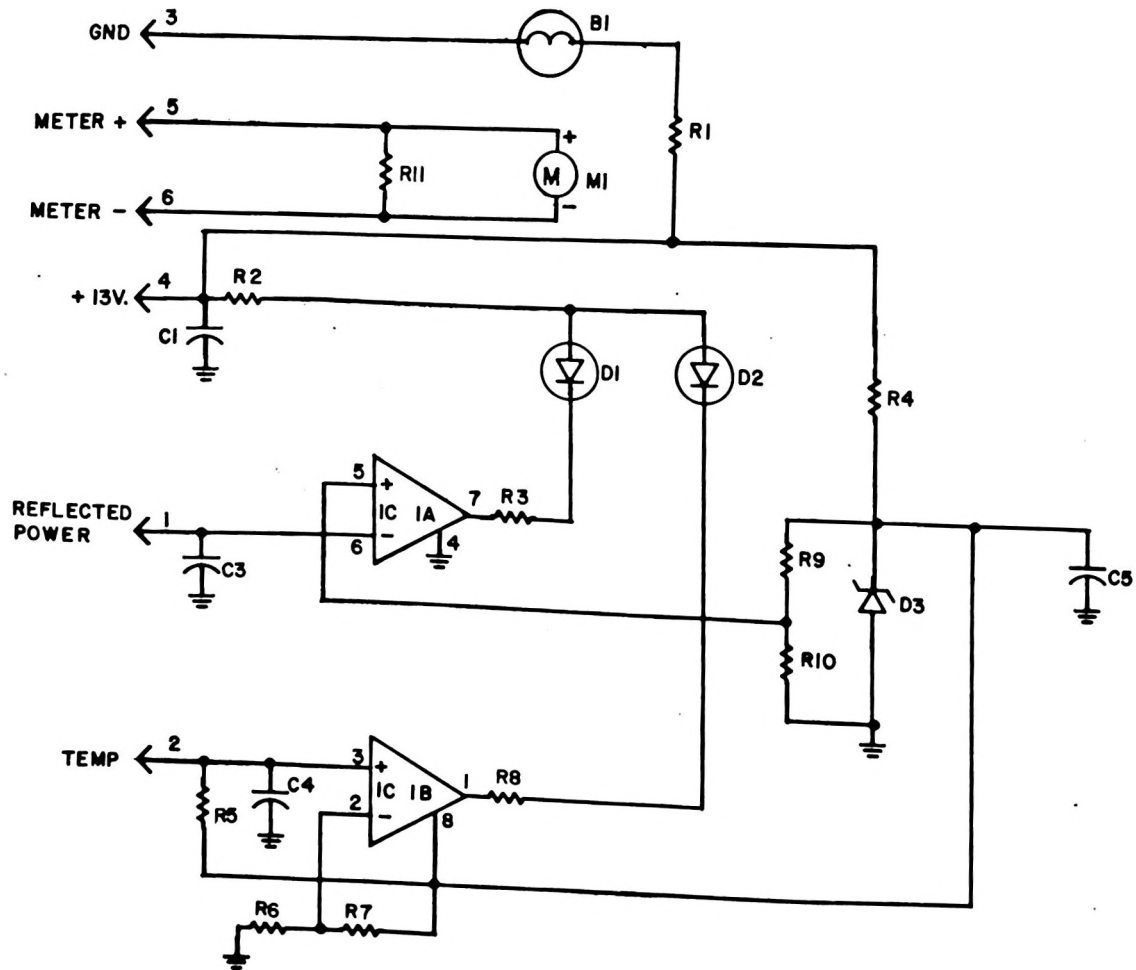 3
B1
GND
5
METER +
R1
+
R11
M
M1
6
-
METER -
4
R2
+ 13V.
C1
D1
D2
R4
5
+
7
R3
REFLECTED
POWER
1
IC 1A
6
-
4
C3
R9
D3
C5
R10
TEMP
2
3
+
C4
IC 1B
1
R8
R5
2
-
8
R6
R7